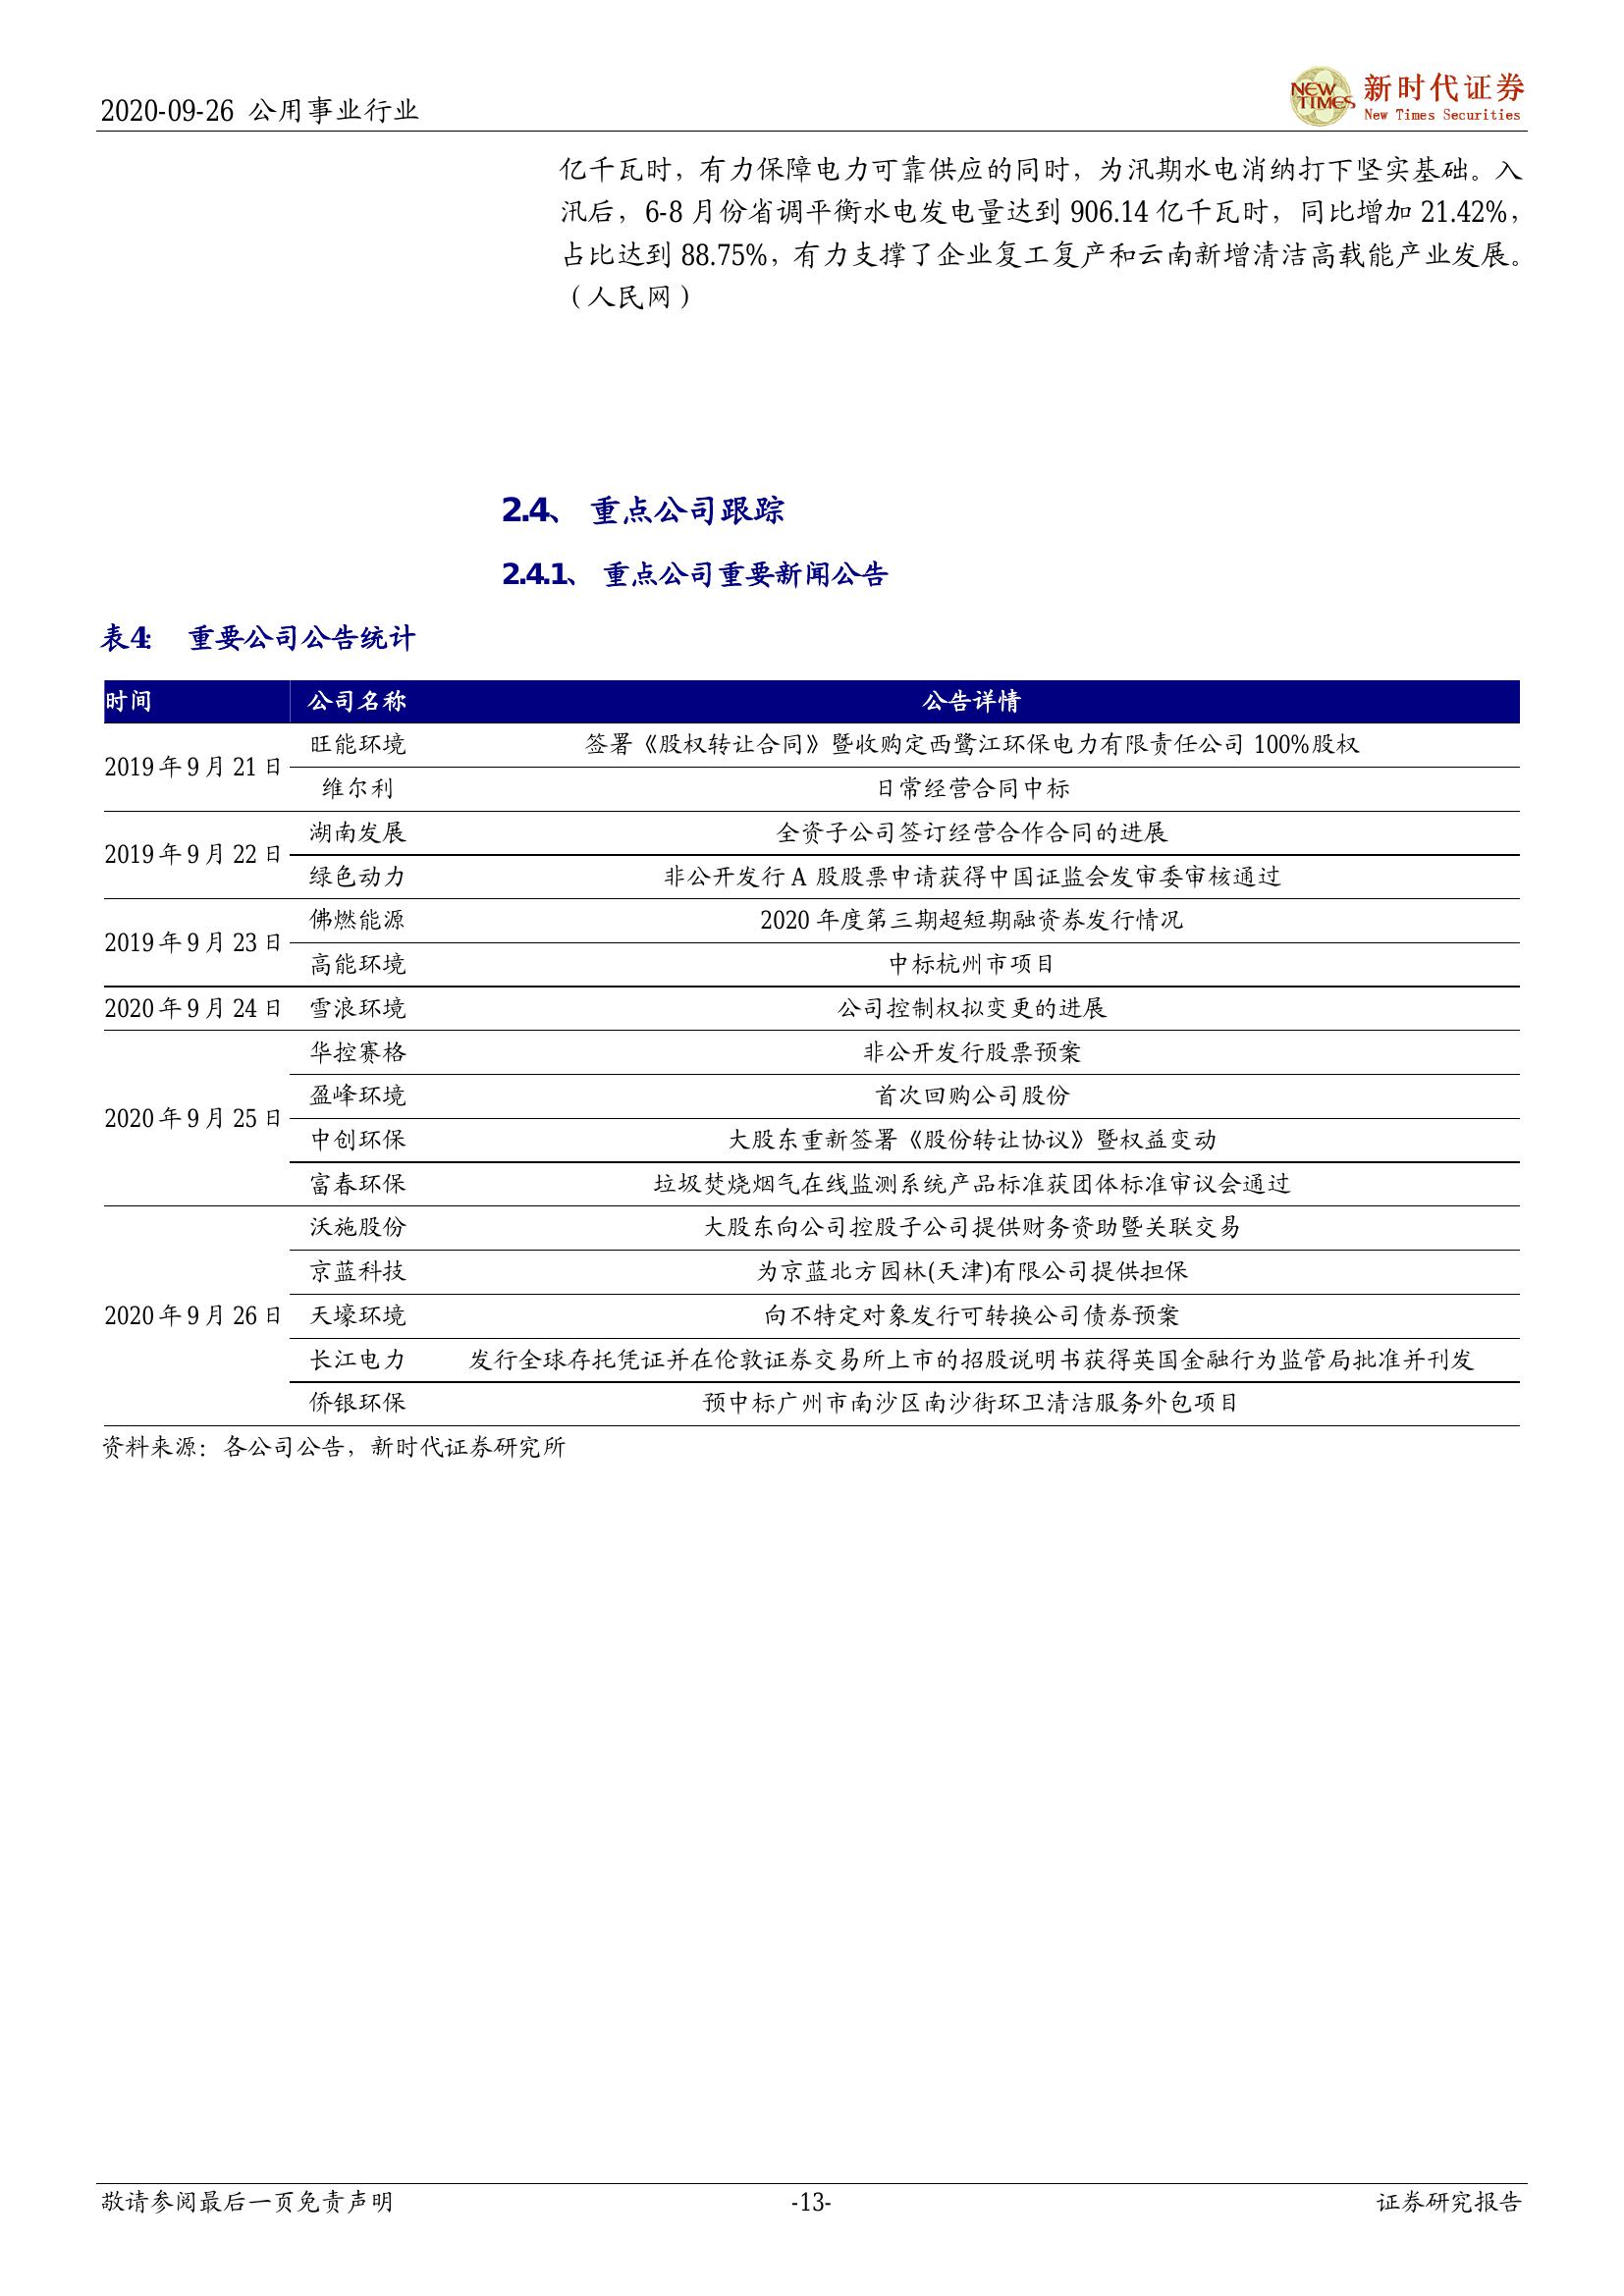 2020-09-26 公用事业行业
NEW TIMES
新时代证券
New Times Securities
亿千瓦时，有力保障电力可靠供应的同时，为汛期水电消纳打下坚实基础。入
汛后，6-8 月份省调平衡水电发电量达到 906.14 亿千瓦时，同比增加 21.42%，
占比达到 88.75%，有力支撑了企业复工复产和云南新增清洁高载能产业发展。
（人民网）
2.4、 重点公司跟踪
2.4.1、 重点公司重要新闻公告
表4： 重要公司公告统计
时间 公司名称 公告详情
2019 年 9 月 21 日 旺能环境 签署《股权转让合同》暨收购定西鹭江环保电力有限责任公司 100%股权
维尔利 日常经营合同中标
2019 年 9 月 22 日 湖南发展 全资子公司签订经营合作合同的进展
绿色动力 非公开发行 A 股股票申请获得中国证监会发审委审核通过
2019 年 9 月 23 日 佛燃能源 2020 年度第三期超短期融资券发行情况
高能环境 中标杭州市项目
2020 年 9 月 24 日 雪浪环境 公司控制权拟变更的进展
2020 年 9 月 25 日 华控赛格 非公开发行股票预案
盈峰环境 首次回购公司股份
中创环保 大股东重新签署《股份转让协议》暨权益变动
富春环保 垃圾焚烧烟气在线监测系统产品标准获团体标准审议会通过
2020 年 9 月 26 日 沃施股份 大股东向公司控股子公司提供财务资助暨关联交易
京蓝科技 为京蓝北方园林(天津)有限公司提供担保
天壕环境 向不特定对象发行可转换公司债券预案
长江电力 发行全球存托凭证并在伦敦证券交易所上市的招股说明书获得英国金融行为监管局批准并刊发
侨银环保 预中标广州市南沙区南沙街环卫清洁服务外包项目
资料来源：各公司公告，新时代证券研究所
敬请参阅最后一页免责声明 -13- 证券研究报告